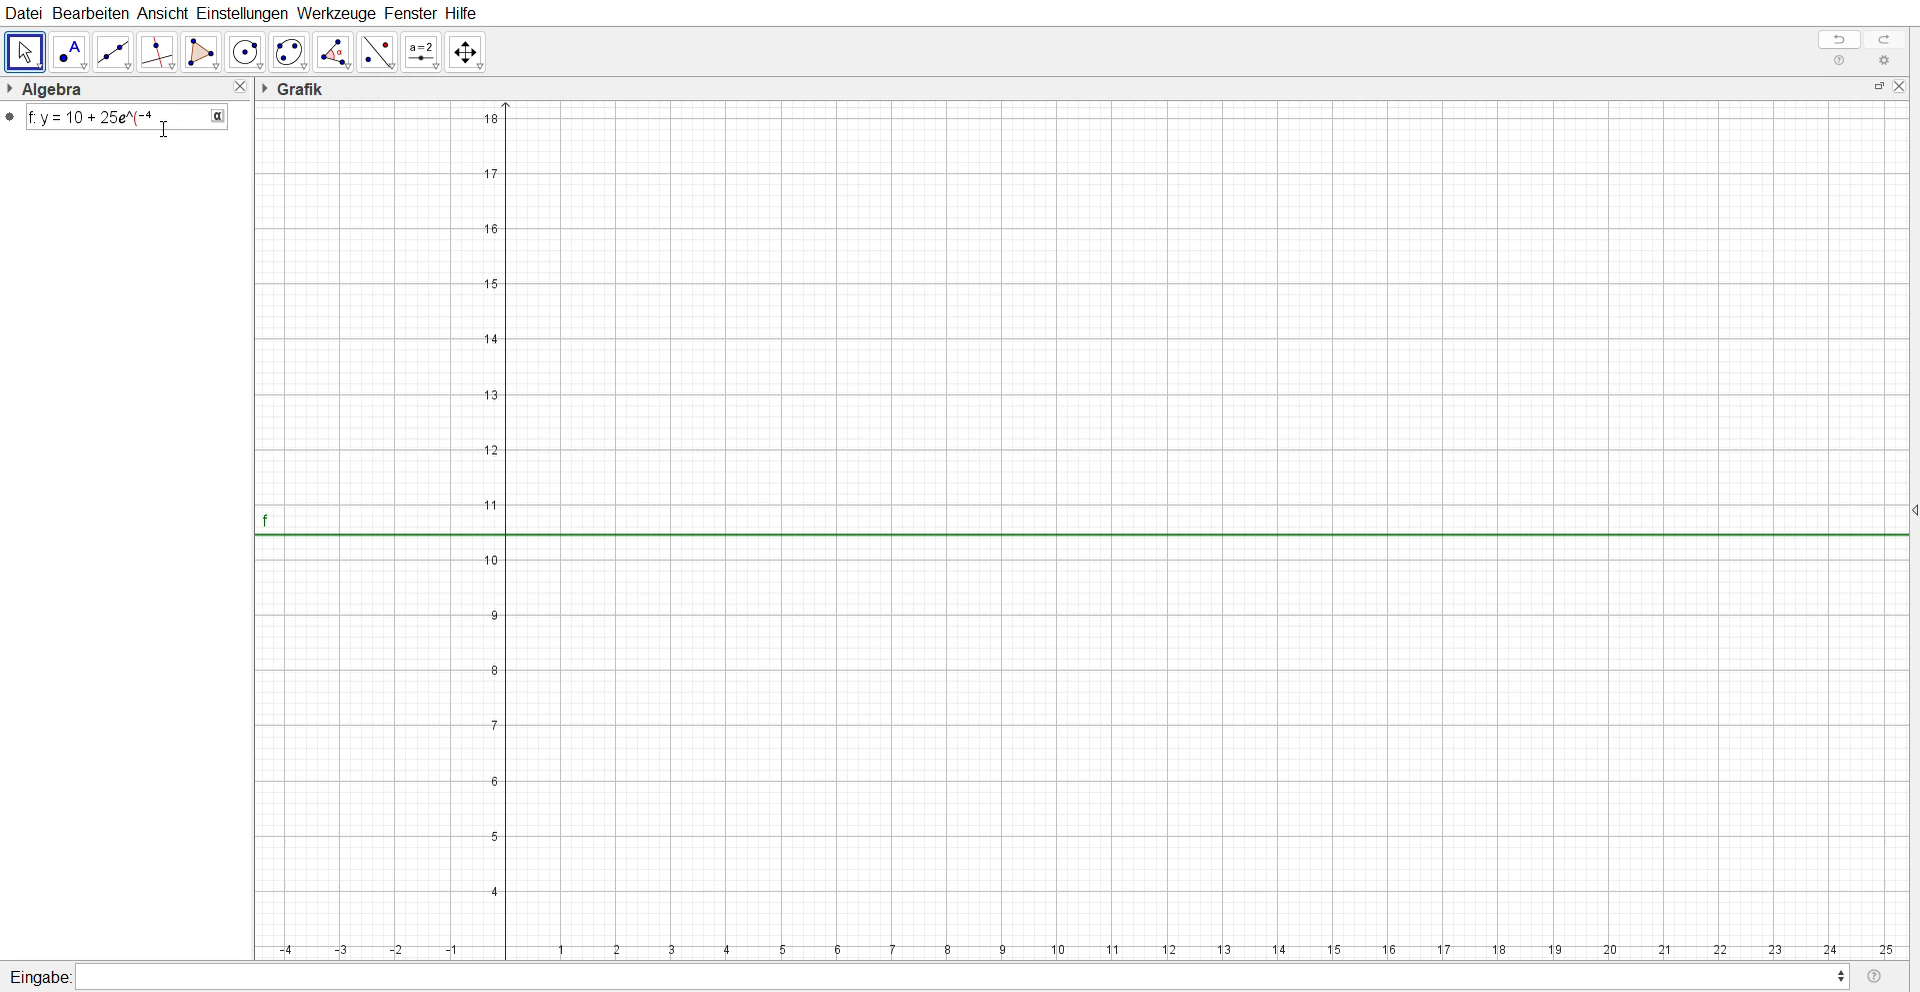 Datei Bearbeiten Ansicht Einstellungen Werkzeuge Fenster Hilfe
A
α
a=2
Algebra
Grafik
f: y = 10 + 25e^(⁻⁴
α
18
17
16
15
14
13
12
11
f
10
9
8
7
6
5
4
-4 -3 -2 -1 1 2 3 4 5 6 7 8 9 10 11 12 13 14 15 16 17 18 19 20 21 22 23 24 25
Eingabe: